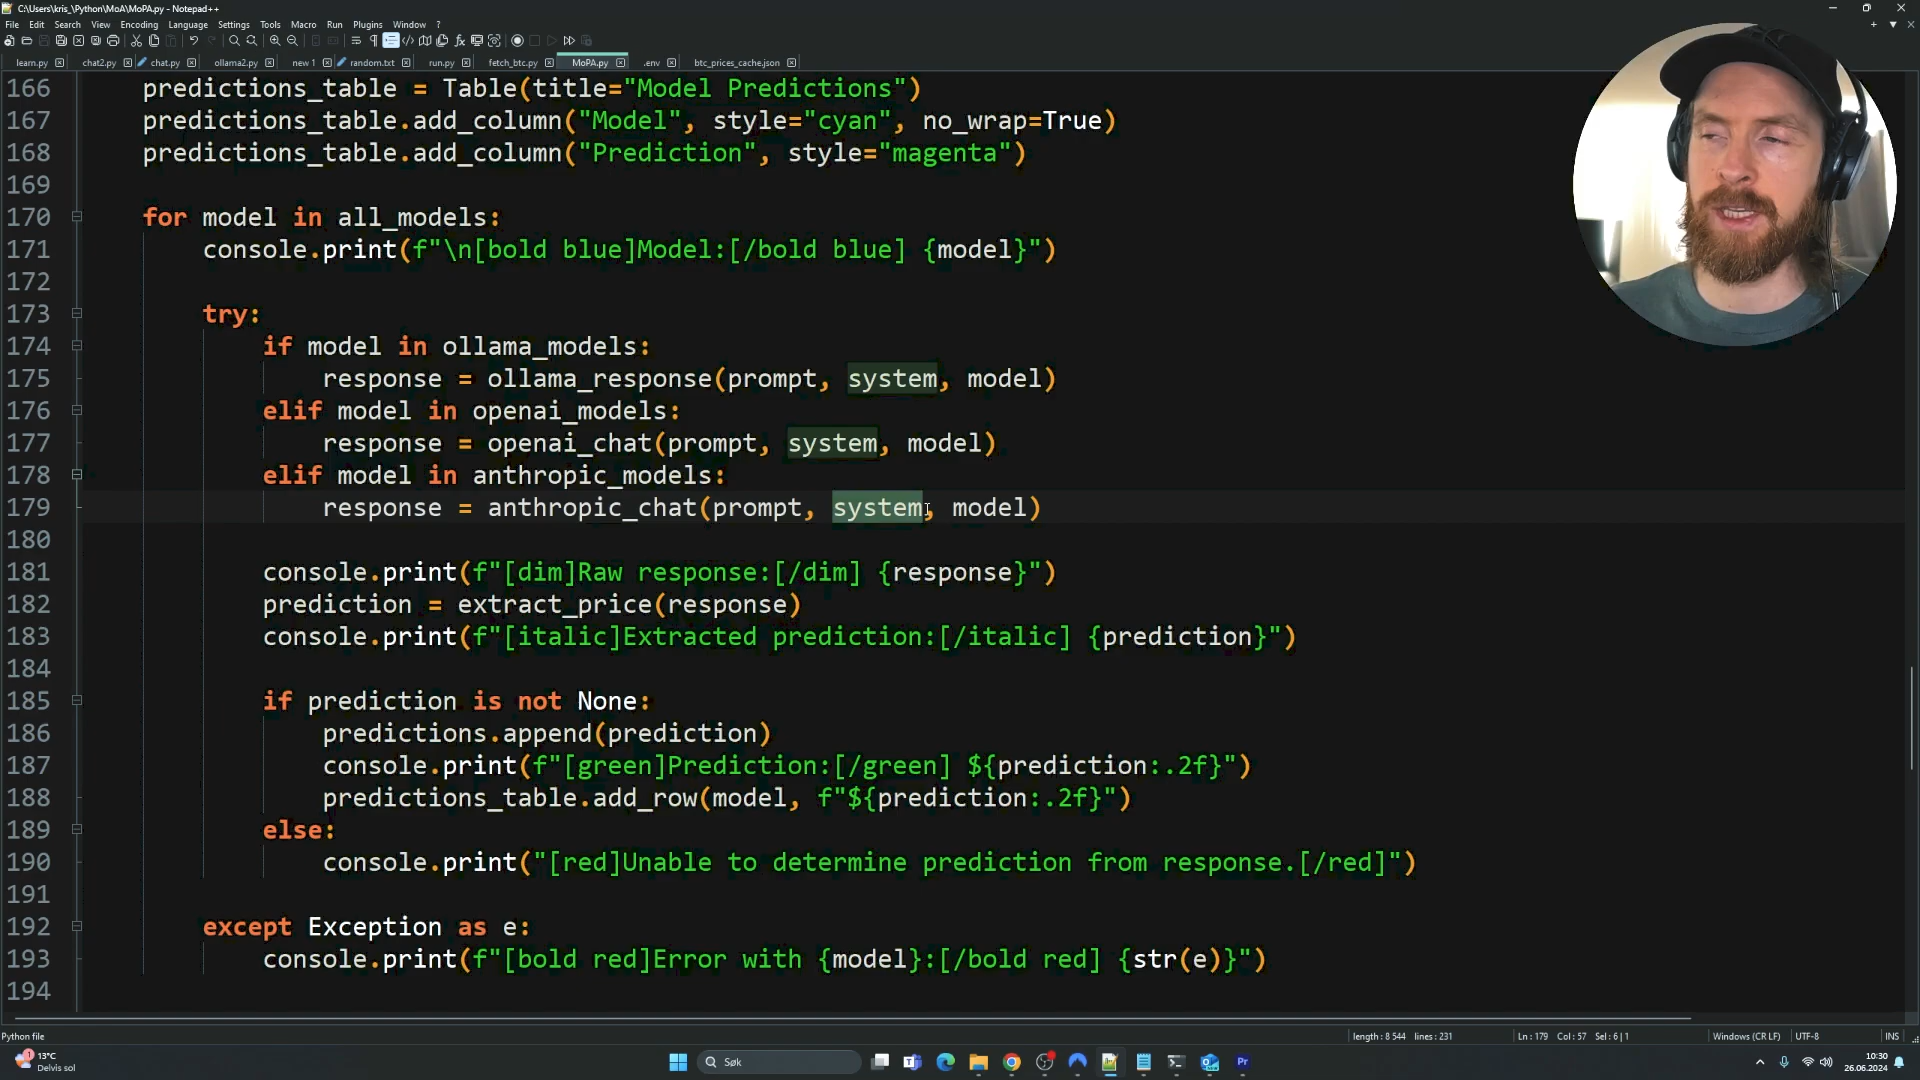 C:\Users\kris_\Python\MoA\MoPA.py - Notepad++
File Edit Search View Encoding Language Settings Tools Macro Run Plugins Window ?
learn.py chat2.py chat.py ollama2.py new 1 random.txt run.py fetch_btc.py MoPA.py .env btc_prices_cache.json
166 predictions_table = Table(title="Model Predictions")
167 predictions_table.add_column("Model", style="cyan", no_wrap=True)
168 predictions_table.add_column("Prediction", style="magenta")
169
170 for model in all_models:
171 console.print(f"\n[bold blue]Model:[/bold blue] {model}")
172
173 try:
174 if model in ollama_models:
175 response = ollama_response(prompt, system, model)
176 elif model in openai_models:
177 response = openai_chat(prompt, system, model)
178 elif model in anthropic_models:
179 response = anthropic_chat(prompt, system, model)
180
181 console.print(f"[dim]Raw response:[/dim] {response}")
182 prediction = extract_price(response)
183 console.print(f"[italic]Extracted prediction:[/italic] {prediction}")
184
185 if prediction is not None:
186 predictions.append(prediction)
187 console.print(f"[green]Prediction:[/green] ${prediction:.2f}")
188 predictions_table.add_row(model, f"${prediction:.2f}")
189 else:
190 console.print("[red]Unable to determine prediction from response.[/red]")
191
192 except Exception as e:
193 console.print(f"[bold red]Error with {model}:[/bold red] {str(e)}")
194
Python file length : 8 544 lines : 231 Ln : 179 Col : 57 Sel : 6 | 1 Windows (CR LF) UTF-8 INS
13°C
Delvis sol
Søk
Pr
10:30
26.06.2024